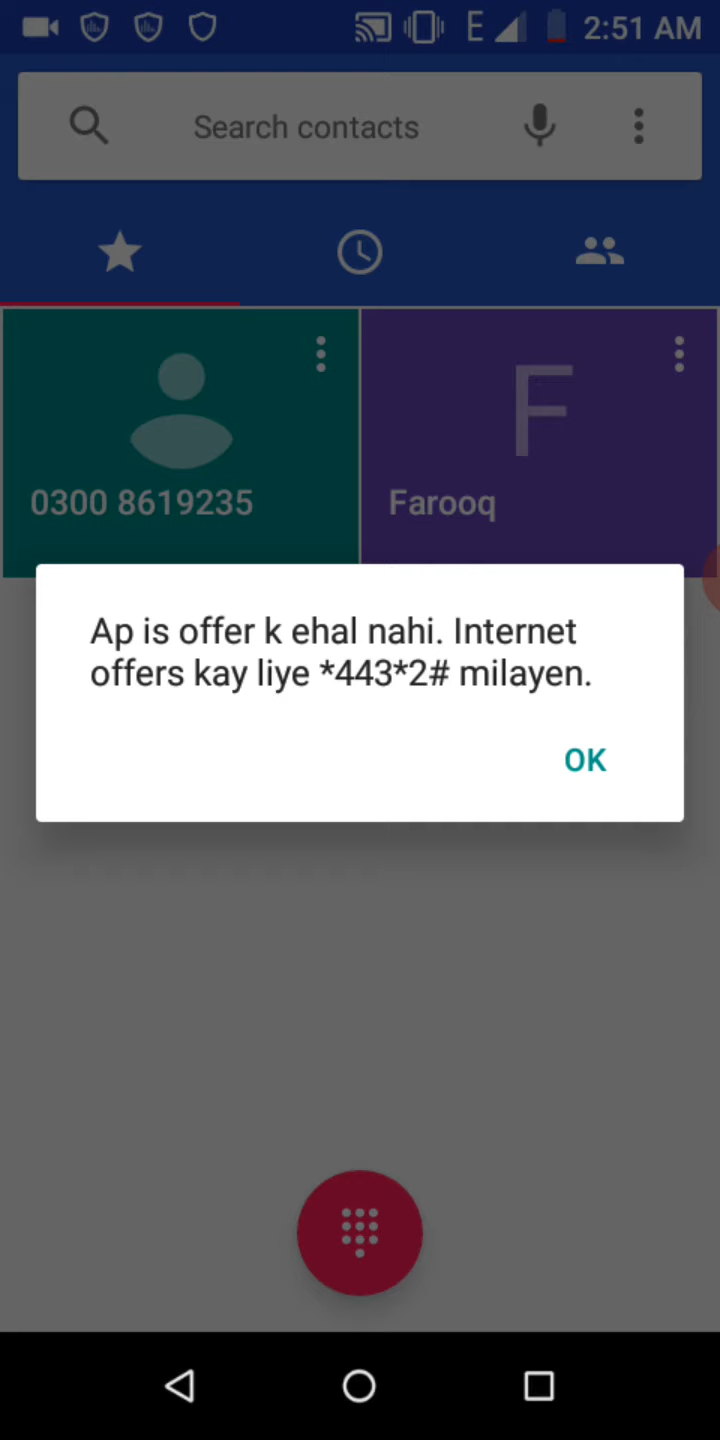 E 2:51 AM
Search contacts
F
0300 8619235
Farooq
Ap is offer k ehal nahi. Internet
offers kay liye *443*2# milayen.
OK